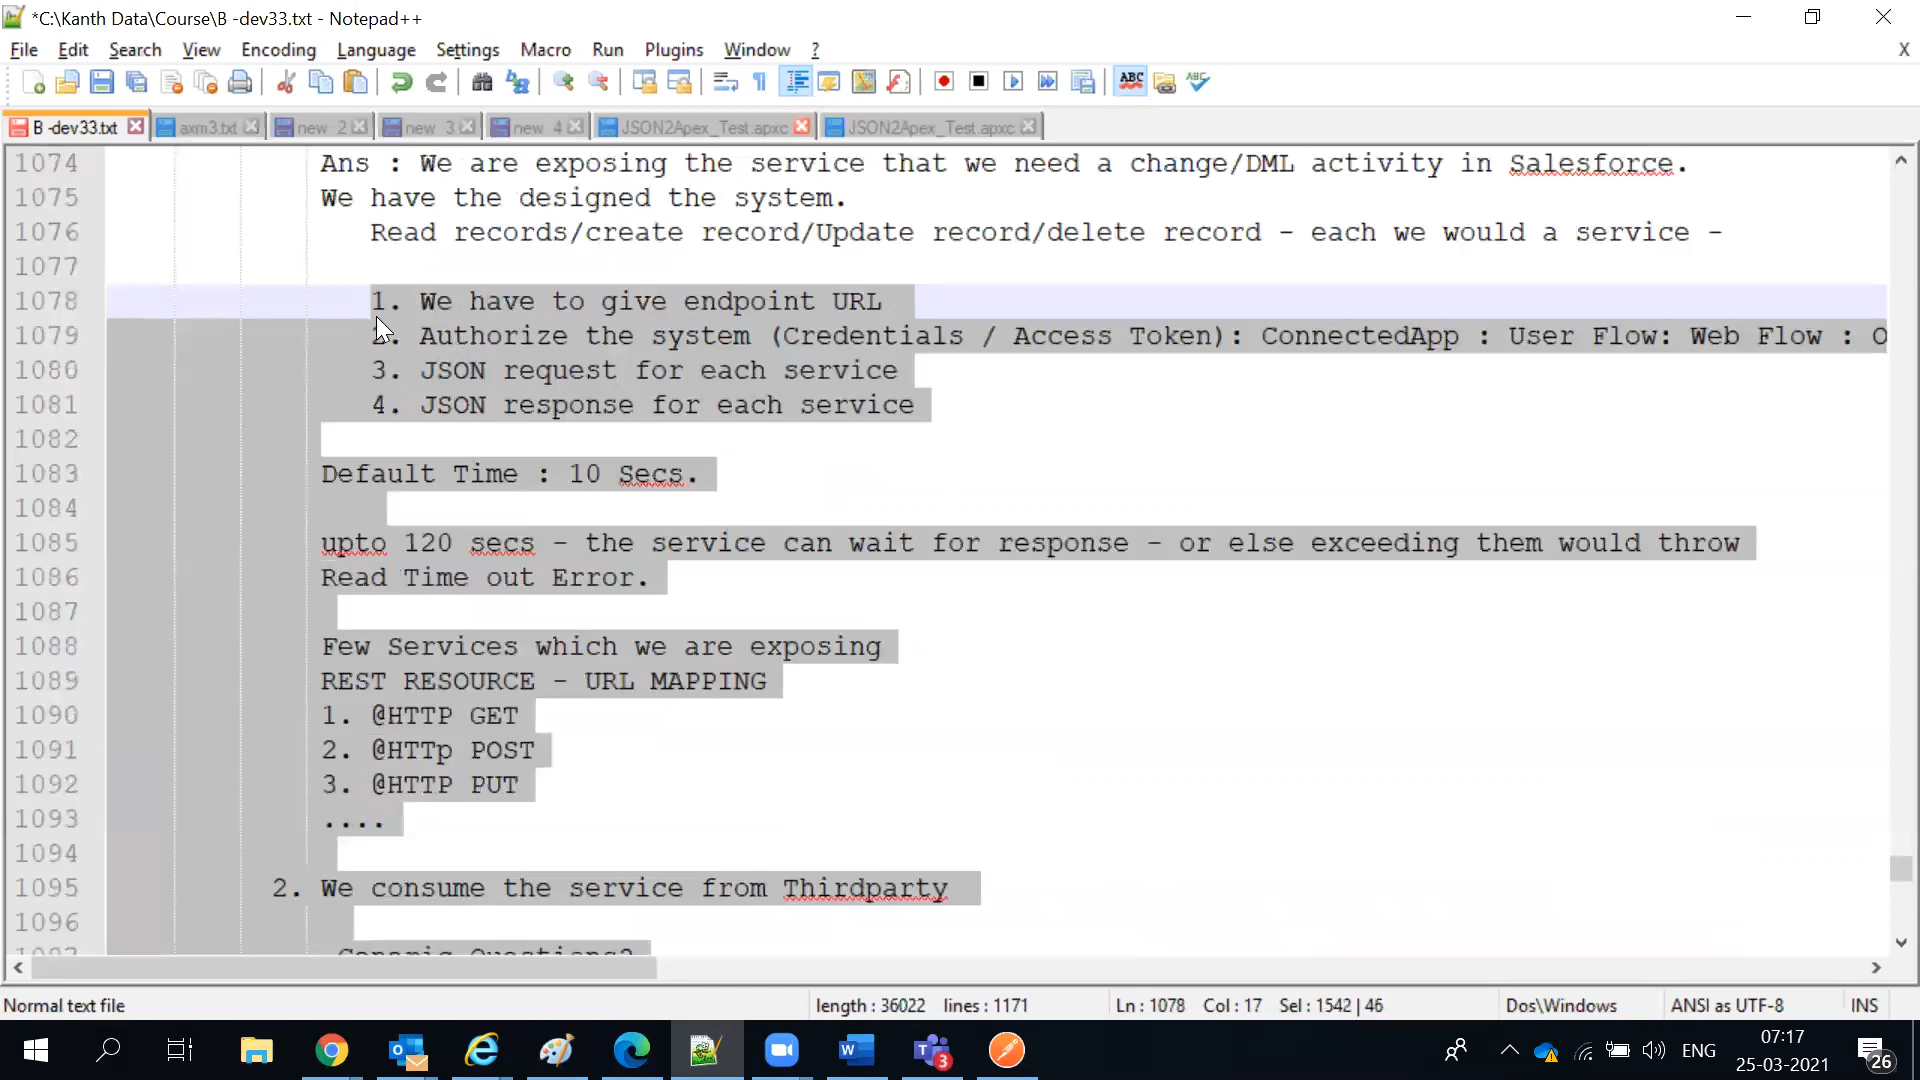 *C:\Kanth Data\Course\B -dev33.txt - Notepad++
File Edit Search View Encoding Language Settings Macro Run Plugins Window ? X
B -dev33.txt axm3.txt new 2 new 3 new 4 JSON2Apex_Test.apxc JSON2Apex_Test.apxc
1074 Ans : We are exposing the service that we need a change/DML activity in Salesforce.
1075 We have the designed the system.
1076 Read records/create record/Update record/delete record - each we would a service -
1077
1078 1. We have to give endpoint URL
1079 2. Authorize the system (Credentials / Access Token): ConnectedApp : User Flow: Web Flow : O
1080 3. JSON request for each service
1081 4. JSON response for each service
1082
1083 Default Time : 10 Secs.
1084
1085 upto 120 secs - the service can wait for response - or else exceeding them would throw
1086 Read Time out Error.
1087
1088 Few Services which we are exposing
1089 REST RESOURCE - URL MAPPING
1090 1. @HTTP GET
1091 2. @HTTp POST
1092 3. @HTTP PUT
1093 ....
1094
1095 2. We consume the service from Thirdparty
1096
1097 Generic Questions?
Normal text file length : 36022 lines : 1171 Ln : 1078 Col : 17 Sel : 1542 | 46 Dos\Windows ANSI as UTF-8 INS
ABC
ABC
3
ENG
07:17
25-03-2021
26